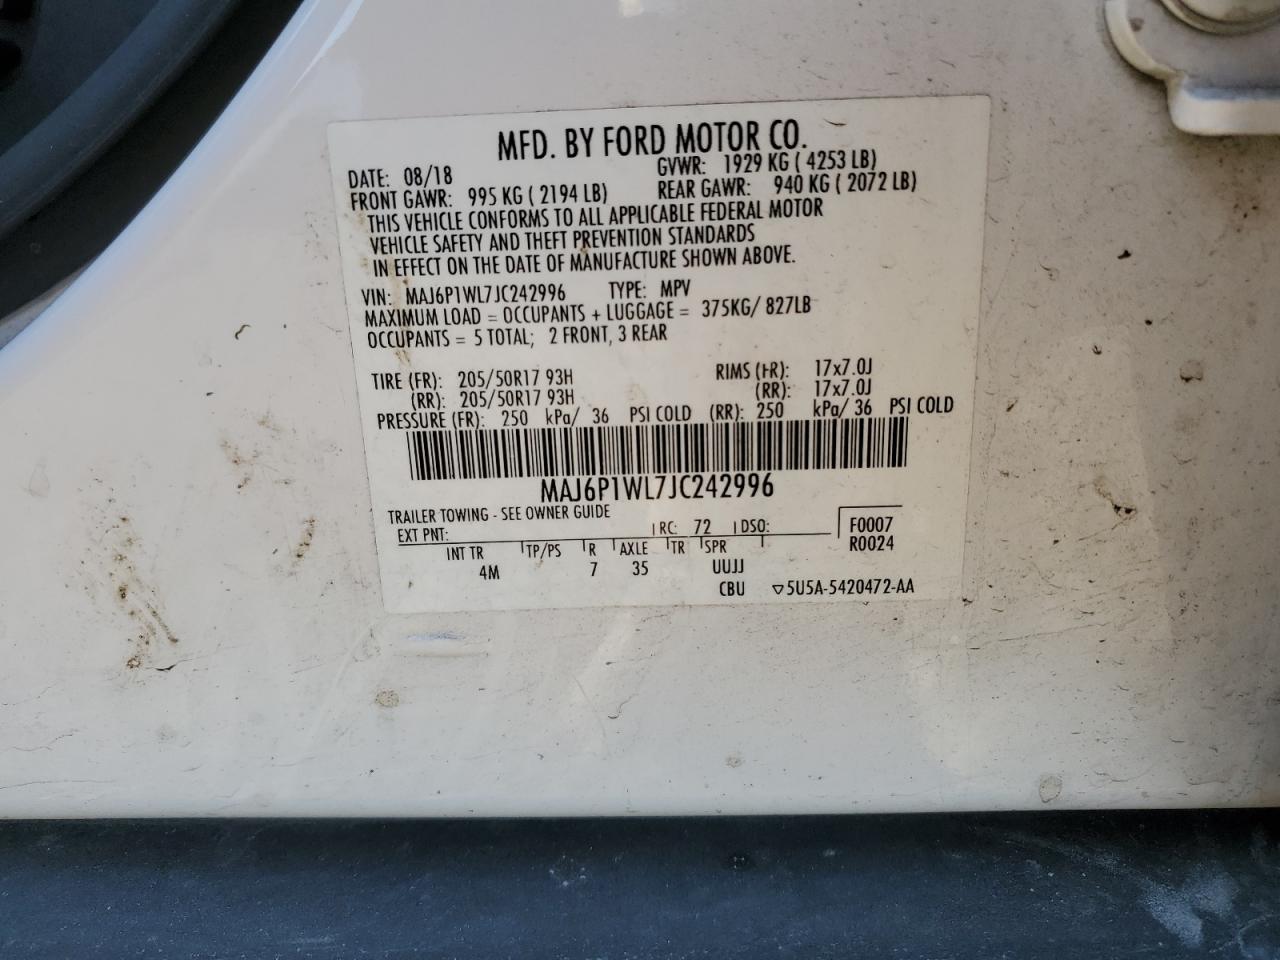 MFD. BY FORD MOTOR CO.
DATE: 08/18 GVWR: 1929 KG ( 4253 LB)
FRONT GAWR: 995 KG ( 2194 LB) REAR GAWR: 940 KG ( 2072 LB)
THIS VEHICLE CONFORMS TO ALL APPLICABLE FEDERAL MOTOR
VEHICLE SAFETY AND THEFT PREVENTION STANDARDS
IN EFFECT ON THE DATE OF MANUFACTURE SHOWN ABOVE.
VIN: MAJ6P1WL7JC242996 TYPE: MPV
MAXIMUM LOAD = OCCUPANTS + LUGGAGE = 375KG/ 827LB
OCCUPANTS = 5 TOTAL; 2 FRONT, 3 REAR
TIRE (FR): 205/50R17 93H RIMS (FR): 17x7.0J
(RR): 205/50R17 93H (RR): 17x7.0J
PRESSURE (FR): 250 kPa/ 36 PSI COLD (RR): 250 kPa/ 36 PSI COLD
MAJ6P1WL7JC242996
TRAILER TOWING - SEE OWNER GUIDE
EXT PNT: RC: 72 DSO: F0007
INT TR TP/PS R AXLE TR SPR R0024
4M 7 35 UUJJ
CBU ▽5U5A-5420472-AA